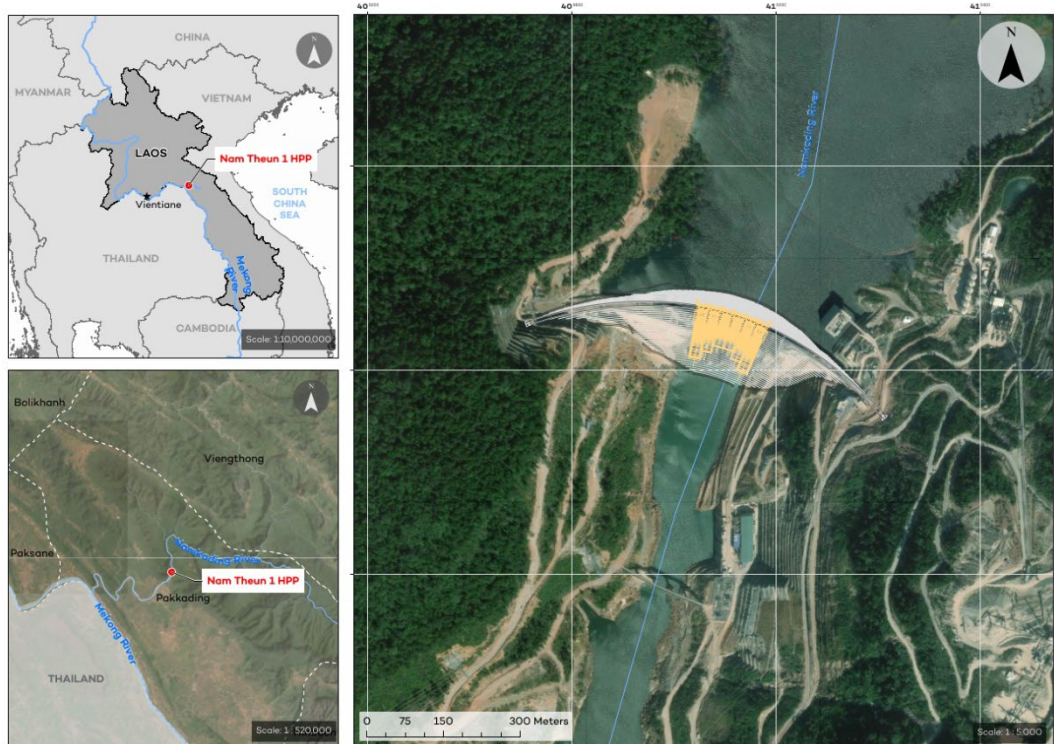 N
CHINA
MYANMAR
VIETNAM
LAOS
Nam Theun 1 HPP
Vientiane
SOUTH
CHINA
SEA
THAILAND
Mekong
River
CAMBODIA
Scale: 1:10,000,000
N
Bolikhanh
Viengthong
Paksane
Namkading River
Nam Theun 1 HPP
Pakkading
Mekong River
THAILAND
Scale: 1 : 520,000
N
Namkading River
0 75 150 300 Meters
Scale: 1 : 5,000